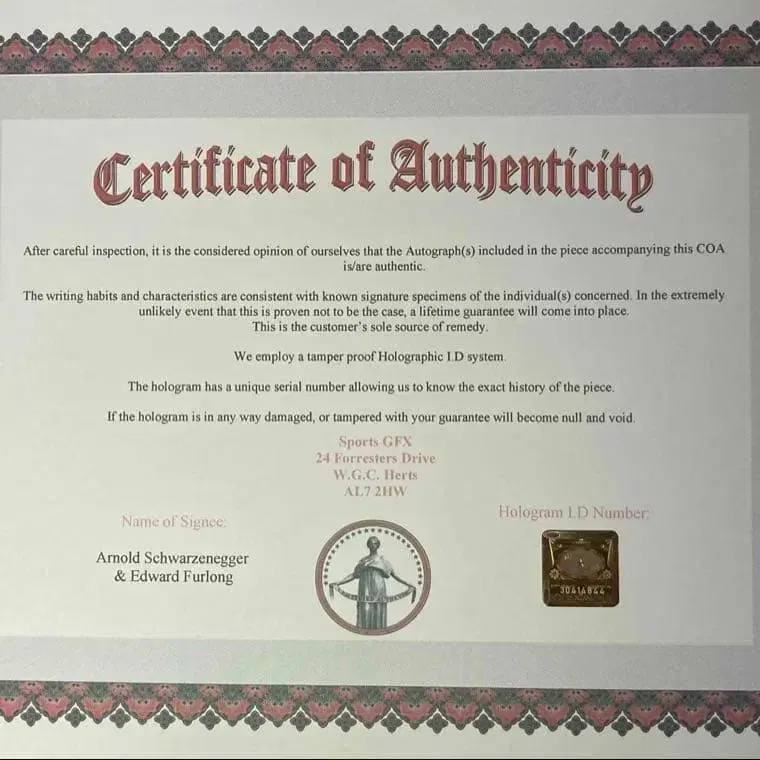 Certificate of Authenticity
After careful inspection, it is the considered opinion of ourselves that the Autograph(s) included in the piece accompanying this COA
is/are authentic.
The writing habits and characteristics are consistent with known signature specimens of the individual(s) concerned. In the extremely
unlikely event that this is proven not to be the case, a lifetime guarantee will come into place.
This is the customer's sole source of remedy.
We employ a tamper proof Holographic I.D system.
The hologram has a unique serial number allowing us to know the exact history of the piece.
If the hologram is in any way damaged, or tampered with your guarantee will become null and void.
Sports GFX
24 Forresters Drive
W.G.C. Herts
AL7 2HW
Name of Signee:
Hologram I.D Number:
Arnold Schwarzenegger
& Edward Furlong
30414844